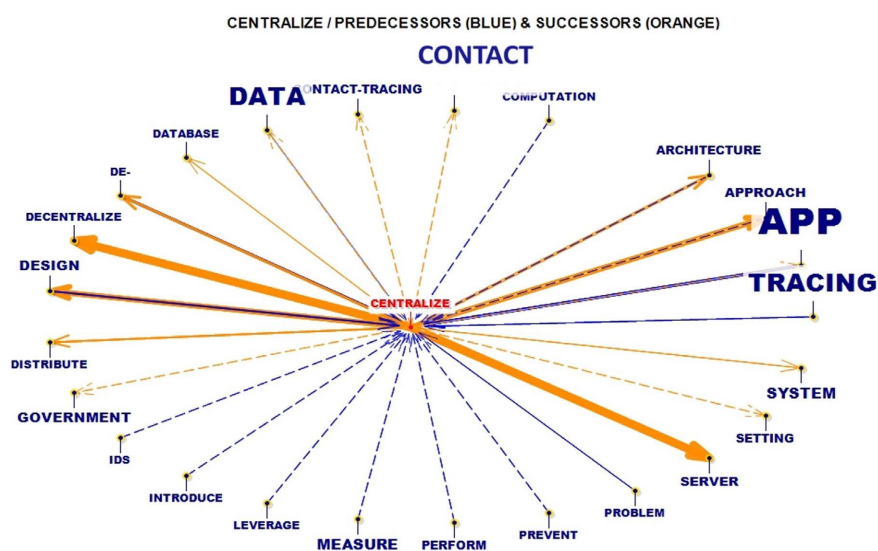 CENTRALIZE / PREDECESSORS (BLUE) & SUCCESSORS (ORANGE)
CONTACT
DATA
CONTACT-TRACING
COMPUTATION
DATABASE
ARCHITECTURE
DE-
APPROACH
DECENTRALIZE
APP
DESIGN
TRACING
CENTRALIZE
DISTRIBUTE
SYSTEM
GOVERNMENT
SETTING
IDS
SERVER
INTRODUCE
PROBLEM
LEVERAGE
PREVENT
MEASURE
PERFORM